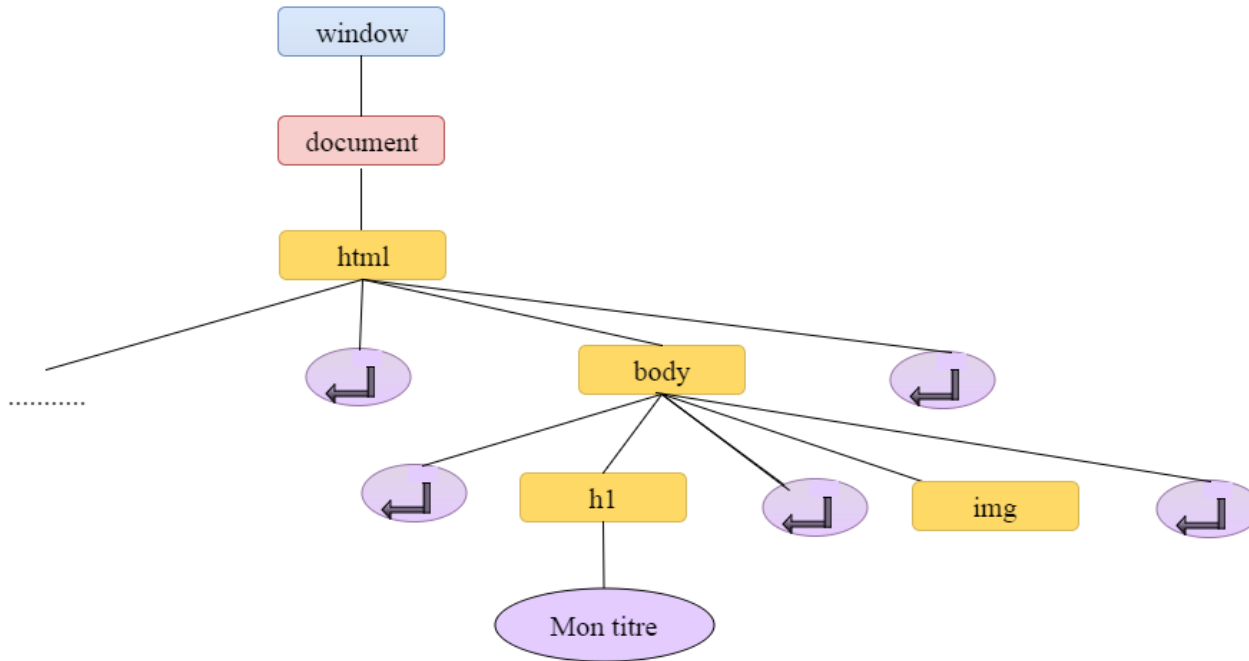 window
document
html
...........
body
h1
img
Mon titre